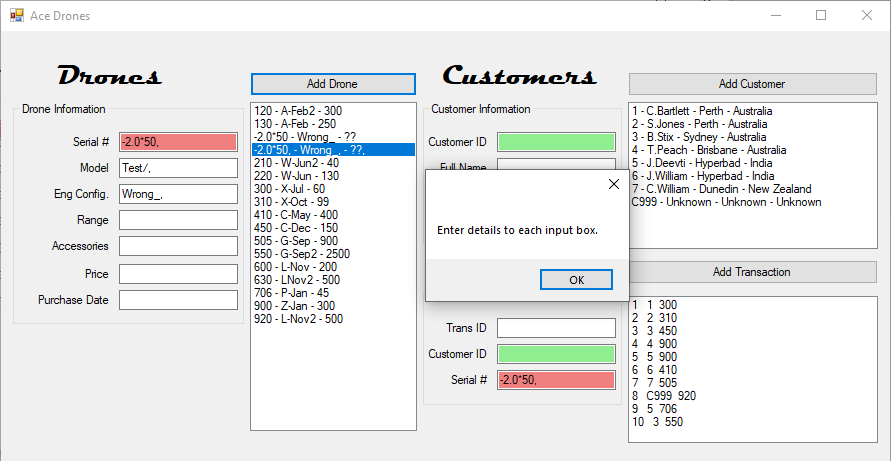 Ace Drones
Drones
Add Drone
Drone Information
Serial #
-2.0*50,
Model
Test/,
Eng Config.
Wrong_,
Range
Accessories
Price
Purchase Date
120 - A-Feb2 - 300
130 - A-Feb - 250
-2.0*50 - Wrong_ - ??
-2.0*50, - Wrong_, - ??,
210 - W-Jun2 - 40
220 - W-Jun - 130
300 - X-Jul - 60
310 - X-Oct - 99
410 - C-May - 400
450 - C-Dec - 150
505 - G-Sep - 900
550 - G-Sep2 - 2500
600 - L-Nov - 200
630 - LNov2 - 500
706 - P-Jan - 45
900 - Z-Jan - 300
920 - L-Nov2 - 500
Customers
Add Customer
Customer Information
Customer ID
Full Name
1 - C.Bartlett - Perth - Australia
2 - S.Jones - Perth - Australia
3 - B.Stix - Sydney - Australia
4 - T.Peach - Brisbane - Australia
5 - J.Deevti - Hyperbad - India
6 - J.William - Hyperbad - India
7 - C.William - Dunedin - New Zealand
C999 - Unknown - Unknown - Unknown
Enter details to each input box.
OK
Add Transaction
Trans ID
Customer ID
Serial #
-2.0*50,
1 1 300
2 2 310
3 3 450
4 4 900
5 5 900
6 6 410
7 7 505
8 C999 920
9 5 706
10 3 550